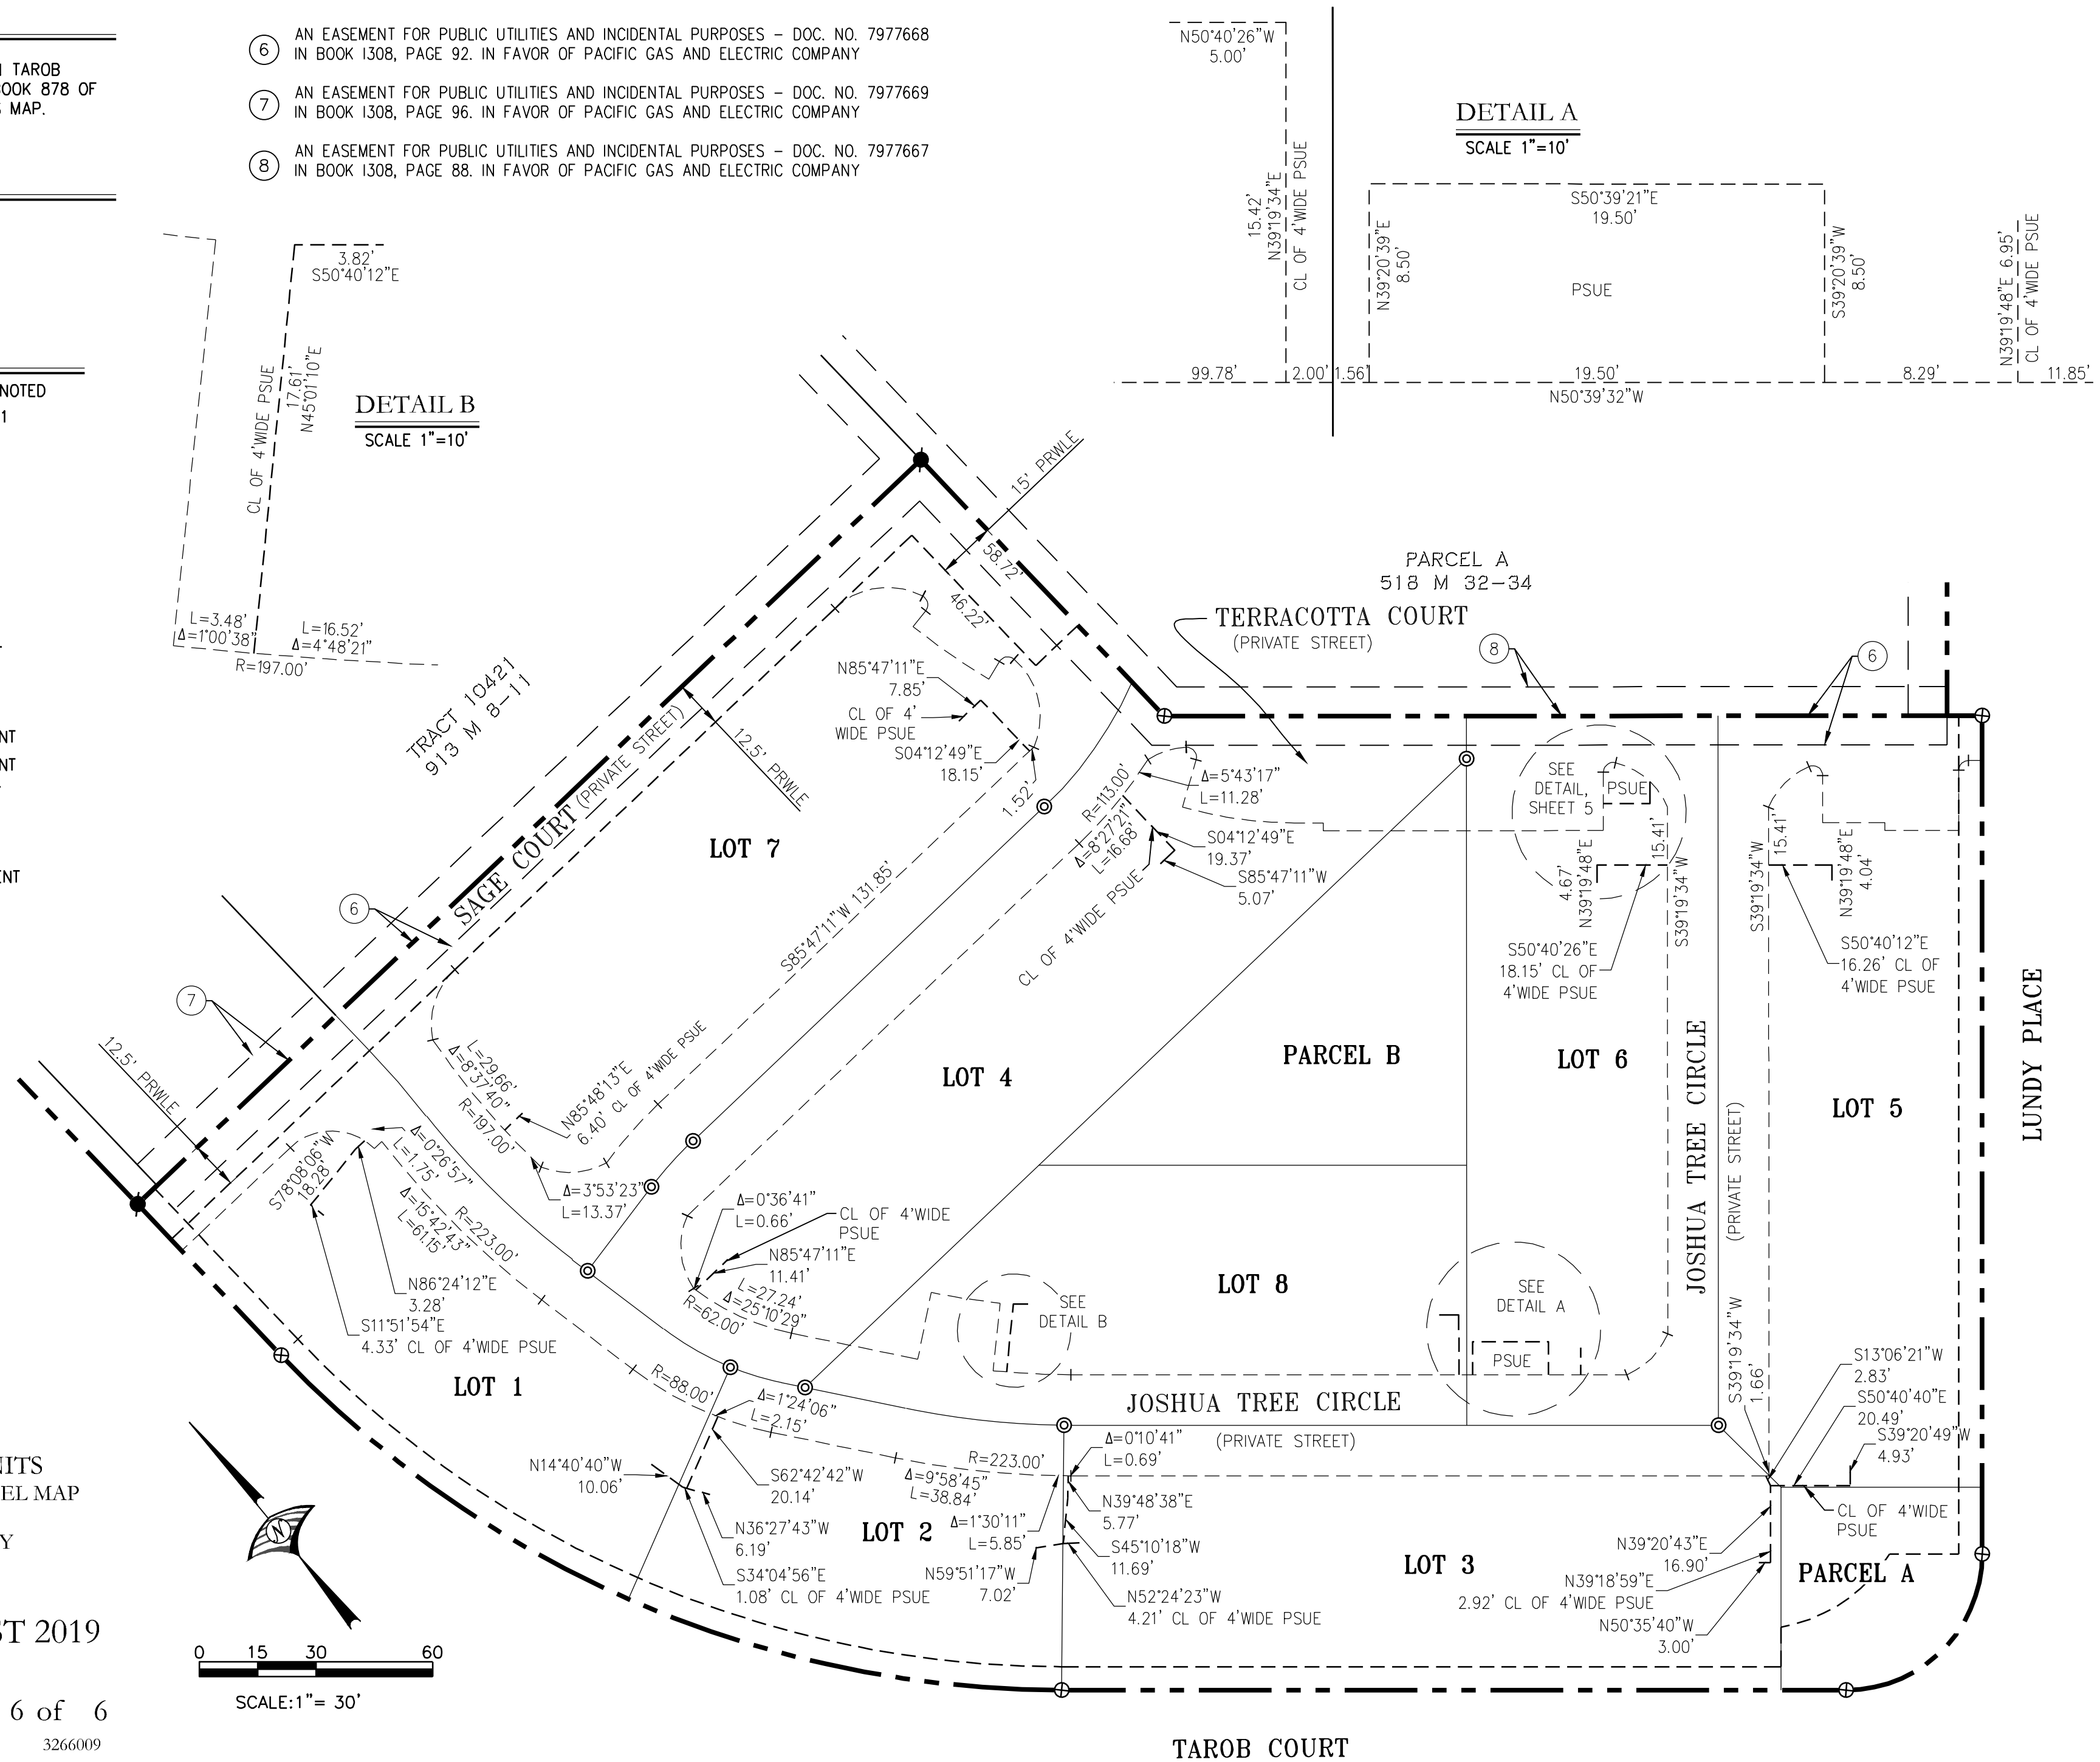 TAROB
BOOK 878 OF
MAP.
NOTED
1
NT
NT
ENT
NITS
EL MAP
Y
ST 2019
6 of 6
3266009
6 AN EASEMENT FOR PUBLIC UTILITIES AND INCIDENTAL PURPOSES – DOC. NO. 7977668
IN BOOK 1308, PAGE 92. IN FAVOR OF PACIFIC GAS AND ELECTRIC COMPANY
7 AN EASEMENT FOR PUBLIC UTILITIES AND INCIDENTAL PURPOSES – DOC. NO. 7977669
IN BOOK 1308, PAGE 96. IN FAVOR OF PACIFIC GAS AND ELECTRIC COMPANY
8 AN EASEMENT FOR PUBLIC UTILITIES AND INCIDENTAL PURPOSES – DOC. NO. 7977667
IN BOOK 1308, PAGE 88. IN FAVOR OF PACIFIC GAS AND ELECTRIC COMPANY
N50°40'26"W
5.00'
15.42'
N39°19'34"E
CL OF 4'WIDE PSUE
DETAIL A
SCALE 1"=10'
S50°39'21"E
19.50'
N39°20'39"E
8.50'
PSUE
S39°20'39"W
8.50'
N39°19'48"E 6.95'
CL OF 4'WIDE PSUE
99.78'
2.00'
1.56'
19.50'
8.29'
11.85'
N50°39'32"W
3.82'
S50°40'12"E
CL OF 4'WIDE PSUE
17.61'
N45°01'10"E
DETAIL B
SCALE 1"=10'
L=3.48'
Δ=1°00'38"
L=16.52'
Δ=4°48'21"
R=197.00'
TRACT 10421
913 M 8-11
15' PRWLE
58.72'
46.22'
PARCEL A
518 M 32-34
TERRACOTTA COURT
(PRIVATE STREET)
8
6
N85°47'11"E
7.85'
CL OF 4'
WIDE PSUE
S04°12'49"E
18.15'
1.52'
12.5' PRWLE
SAGE COURT (PRIVATE STREET)
LOT 7
S85°47'11"W 131.85'
R=113.00'
Δ=8°27'21"
L=16.68'
Δ=5°43'17"
L=11.28'
S04°12'49"E
19.37'
S85°47'11"W
5.07'
CL OF 4'WIDE PSUE
SEE
DETAIL,
SHEET 5
PSUE
15.41'
S39°19'34"W
4.67'
N39°19'48"E
S50°40'26"E
18.15' CL OF
4'WIDE PSUE
S39°19'34"W
15.41'
N39°19'48"E
4.04'
S50°40'12"E
16.26' CL OF
4'WIDE PSUE
6
7
12.5' PRWLE
L=29.66'
Δ=8°37'40"
R=197.00'
N85°48'13"E
6.40' CL OF 4'WIDE PSUE
LOT 4
PARCEL B
LOT 6
JOSHUA TREE CIRCLE
(PRIVATE STREET)
LOT 5
LUNDY PLACE
S78°08'06"W
18.28'
Δ=0°26'57"
L=1.75'
Δ=15°42'43"
L=61.15'
R=223.00'
Δ=3°53'23"
L=13.37'
N86°24'12"E
3.28'
S11°51'54"E
4.33' CL OF 4'WIDE PSUE
LOT 1
Δ=0°36'41"
L=0.66'
CL OF 4'WIDE
PSUE
N85°47'11"E
11.41'
L=27.24'
Δ=25°10'29"
R=62.00'
SEE
DETAIL B
LOT 8
SEE
DETAIL A
PSUE
JOSHUA TREE CIRCLE
(PRIVATE STREET)
R=88.00'
Δ=1°24'06"
L=2.15'
N14°40'40"W
10.06'
S62°42'42"W
20.14'
N36°27'43"W
6.19'
S34°04'56"E
1.08' CL OF 4'WIDE PSUE
LOT 2
R=223.00'
Δ=9°58'45"
L=38.84'
Δ=1°30'11"
L=5.85'
N59°51'17"W
7.02'
Δ=0°10'41"
L=0.69'
N39°48'38"E
5.77'
S45°10'18"W
11.69'
N52°24'23"W
4.21' CL OF 4'WIDE PSUE
LOT 3
S39°19'34"W
1.66'
S13°06'21"W
2.83'
S50°40'40"E
20.49'
S39°20'49"W
4.93'
CL OF 4'WIDE
PSUE
N39°20'43"E
16.90'
N39°18'59"E
2.92' CL OF 4'WIDE PSUE
N50°35'40"W
3.00'
PARCEL A
N
0 15 30 60
SCALE:1"= 30'
TAROB COURT